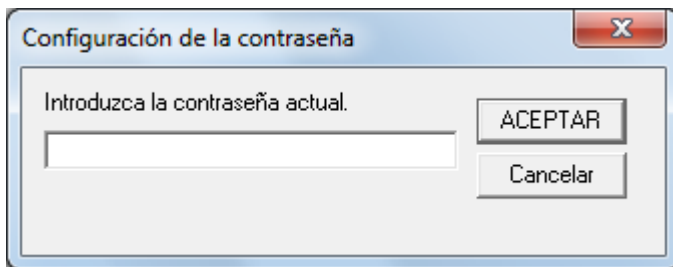 Configuración de la contraseña
Introduzca la contraseña actual.
ACEPTAR
Cancelar